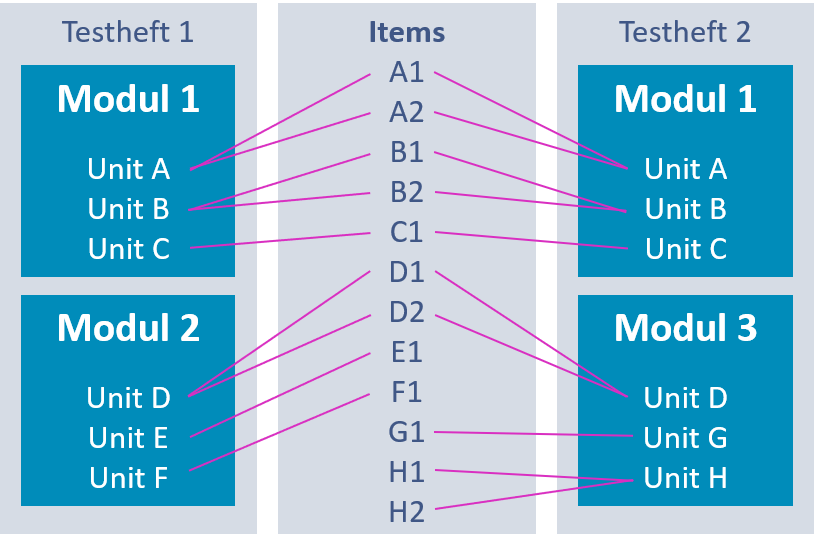 Testheft 1
Modul 1
Unit A
Unit B
Unit C
Modul 2
Unit D
Unit E
Unit F
Items
A1
A2
B1
B2
C1
D1
D2
E1
F1
G1
H1
H2
Testheft 2
Modul 1
Unit A
Unit B
Unit C
Modul 3
Unit D
Unit G
Unit H